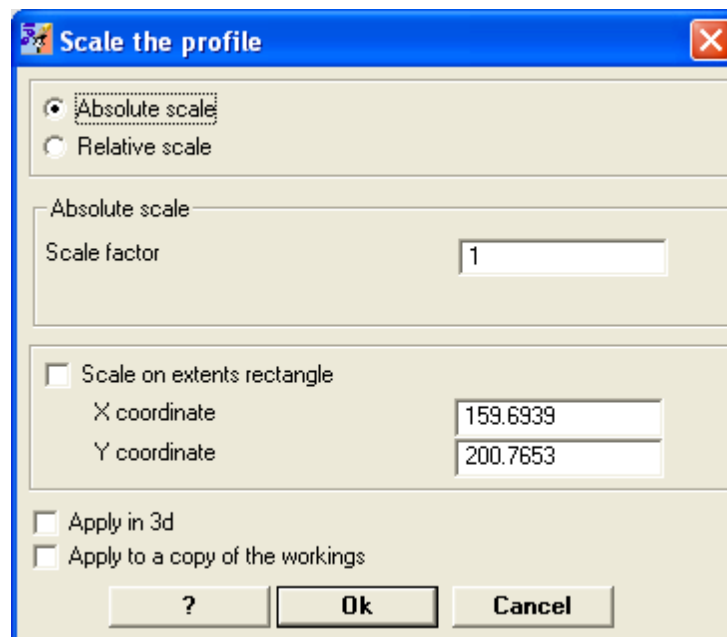 Scale the profile
Absolute scale
Relative scale
Absolute scale
Scale factor 1
Scale on extents rectangle
X coordinate 159.6939
Y coordinate 200.7653
Apply in 3d
Apply to a copy of the workings
? Ok Cancel